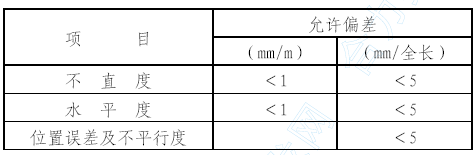 项 目 允许偏差
(mm/m) (mm/全长)
不 直 度 <1 <5
水 平 度 <1 <5
位置误差及不平行度 <5